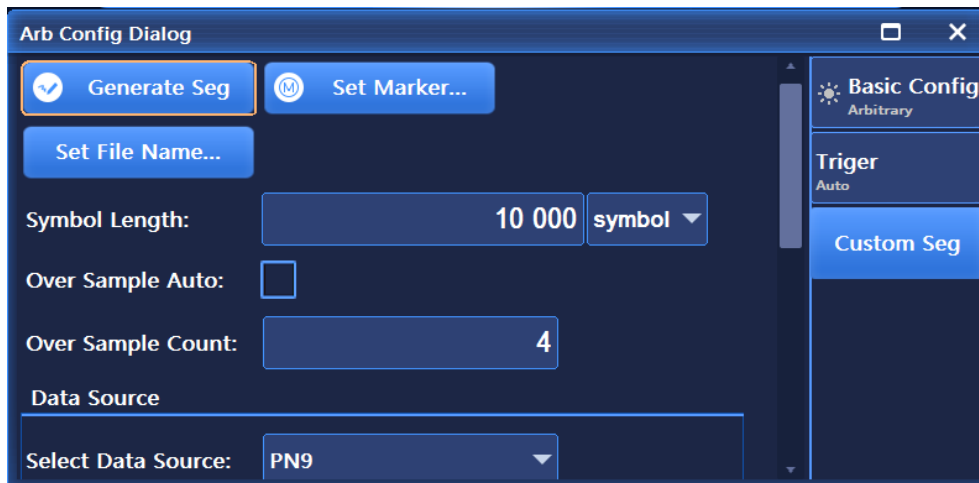 Arb Config Dialog
Generate Seg
Set Marker...
Set File Name...
Symbol Length: 10 000 symbol
Over Sample Auto:
Over Sample Count: 4
Data Source
Select Data Source: PN9
Basic Config
Arbitrary
Triger
Auto
Custom Seg